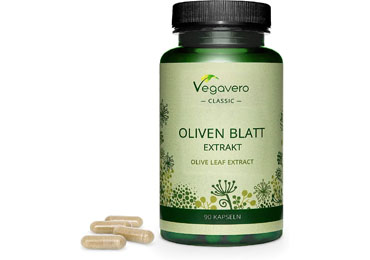 Vegavero
— CLASSIC —
OLIVEN BLATT
EXTRAKT
OLIVE LEAF EXTRACT
90 KAPSELN